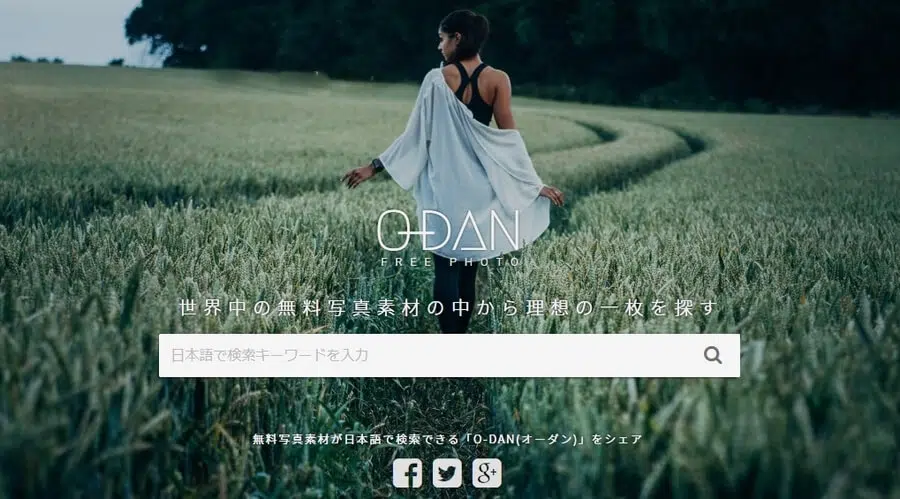 O-DAN
FREE PHOTO
世界中の無料写真素材の中から理想の一枚を探す
日本語で検索キーワードを入力
無料写真素材が日本語で検索できる「O-DAN(オーダン)」をシェア
f
g+